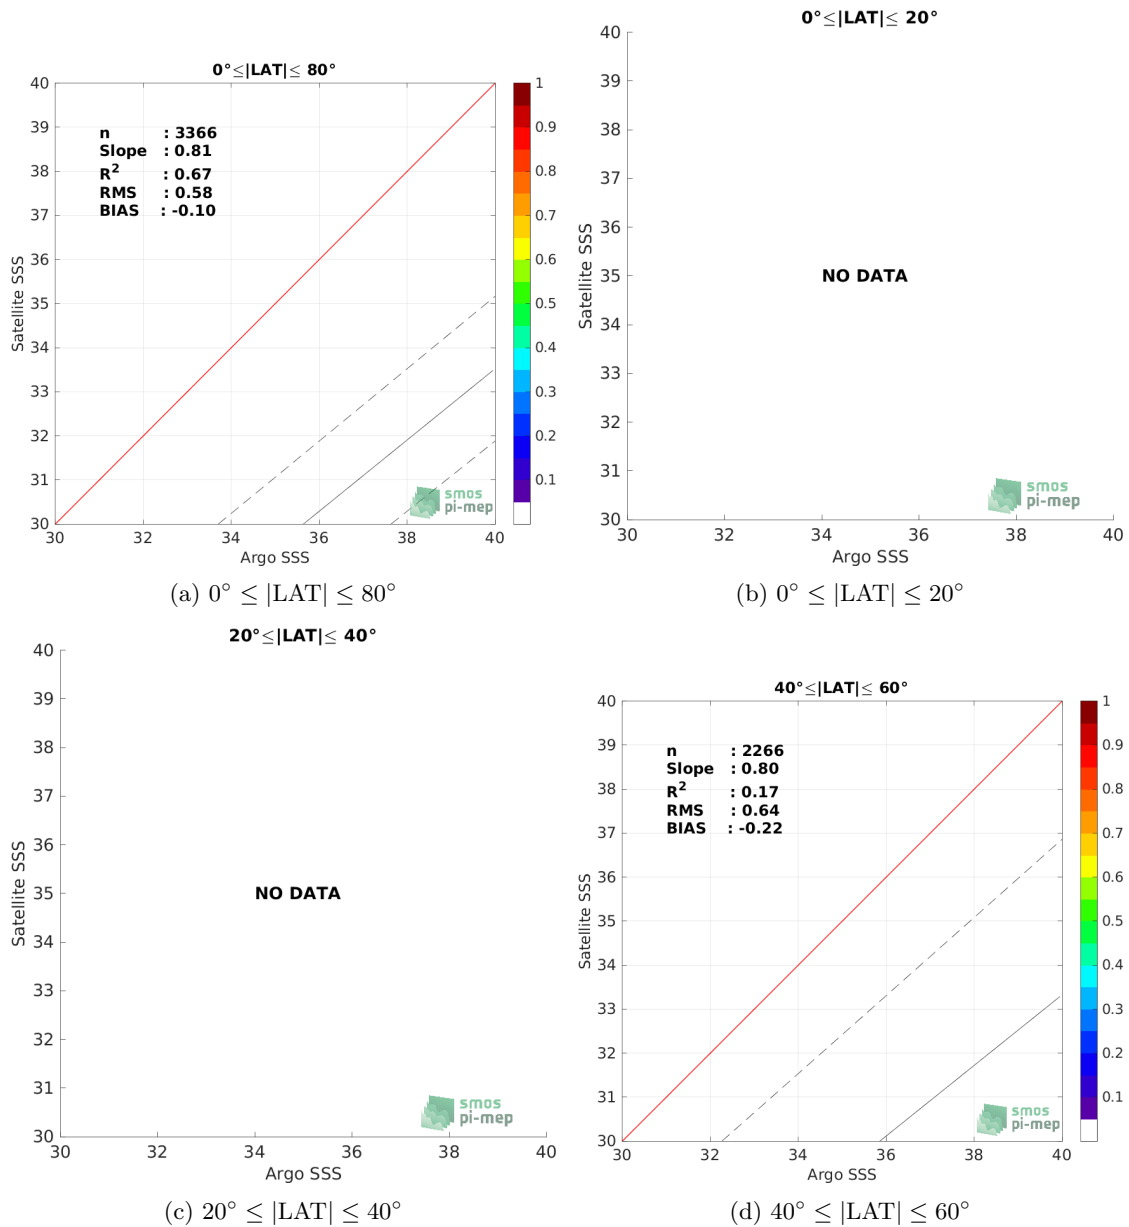 0°≤|LAT|≤ 80°
40
39
38
37
36
35
34
33
32
31
30
Satellite SSS
n : 3366
Slope : 0.81
R² : 0.67
RMS : 0.58
BIAS : -0.10
smos
pi-mep
30 32 34 36 38 40
Argo SSS
1
0.9
0.8
0.7
0.6
0.5
0.4
0.3
0.2
0.1
(a) 0° ≤ |LAT| ≤ 80°
0°≤|LAT|≤ 20°
40
39
38
37
36
35
34
33
32
31
30
Satellite SSS
NO DATA
smos
pi-mep
30 32 34 36 38 40
Argo SSS
(b) 0° ≤ |LAT| ≤ 20°
20°≤|LAT|≤ 40°
40
39
38
37
36
35
34
33
32
31
30
Satellite SSS
NO DATA
smos
pi-mep
30 32 34 36 38 40
Argo SSS
(c) 20° ≤ |LAT| ≤ 40°
40°≤|LAT|≤ 60°
40
39
38
37
36
35
34
33
32
31
30
Satellite SSS
n : 2266
Slope : 0.80
R² : 0.17
RMS : 0.64
BIAS : -0.22
smos
pi-mep
30 32 34 36 38 40
Argo SSS
1
0.9
0.8
0.7
0.6
0.5
0.4
0.3
0.2
0.1
(d) 40° ≤ |LAT| ≤ 60°